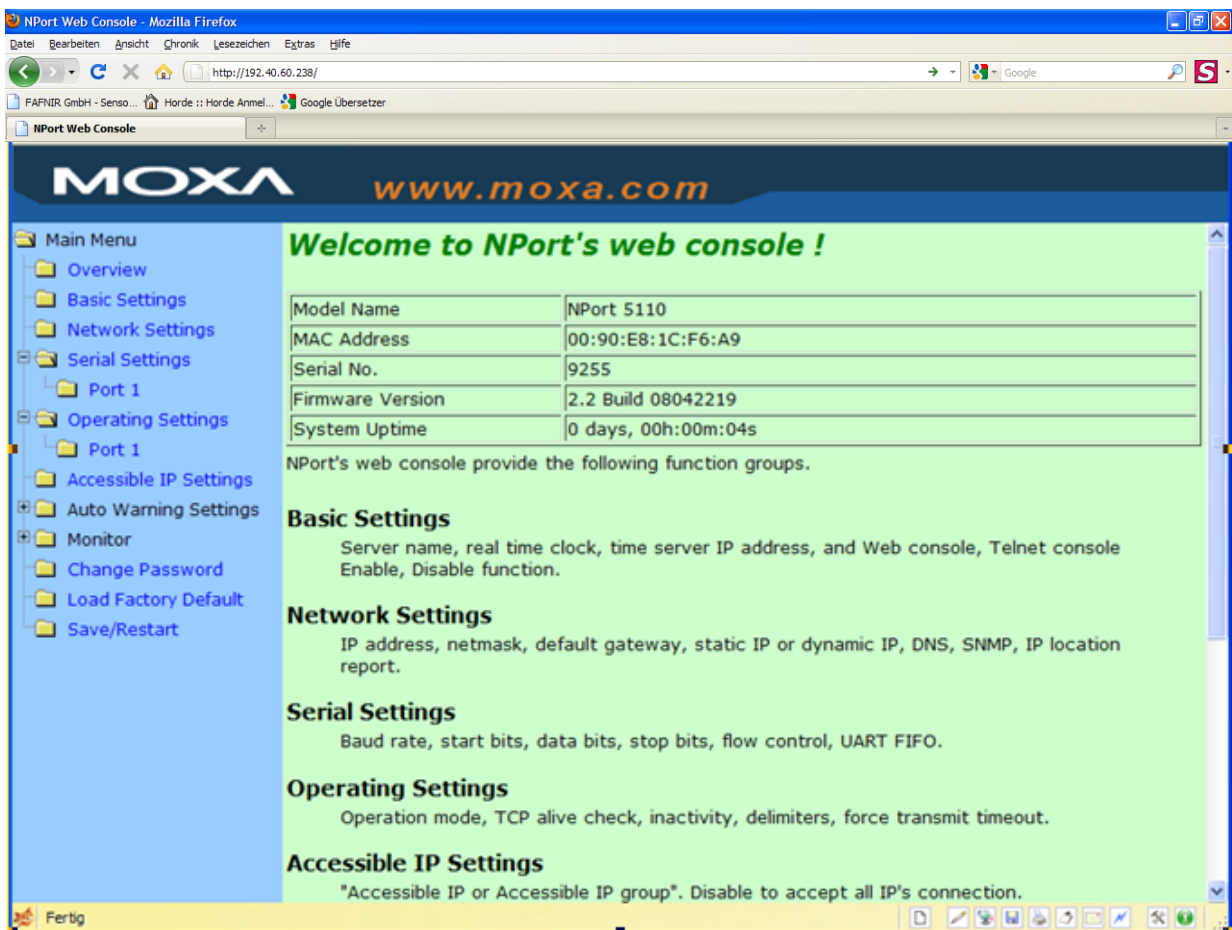 NPort Web Console - Mozilla Firefox
Datei Bearbeiten Ansicht Chronik Lesezeichen Extras Hilfe
http://192.40.60.238/
Google
S
FAFNIR GmbH - Senso... Horde :: Horde Anmel... Google Übersetzer
NPort Web Console
MOXA www.moxa.com
Main Menu
Overview
Basic Settings
Network Settings
Serial Settings
Port 1
Operating Settings
Port 1
Accessible IP Settings
Auto Warning Settings
Monitor
Change Password
Load Factory Default
Save/Restart
Welcome to NPort's web console !
Model Name NPort 5110
MAC Address 00:90:E8:1C:F6:A9
Serial No. 9255
Firmware Version 2.2 Build 08042219
System Uptime 0 days, 00h:00m:04s
NPort's web console provide the following function groups.
Basic Settings
Server name, real time clock, time server IP address, and Web console, Telnet console
Enable, Disable function.
Network Settings
IP address, netmask, default gateway, static IP or dynamic IP, DNS, SNMP, IP location
report.
Serial Settings
Baud rate, start bits, data bits, stop bits, flow control, UART FIFO.
Operating Settings
Operation mode, TCP alive check, inactivity, delimiters, force transmit timeout.
Accessible IP Settings
"Accessible IP or Accessible IP group". Disable to accept all IP's connection.
Fertig